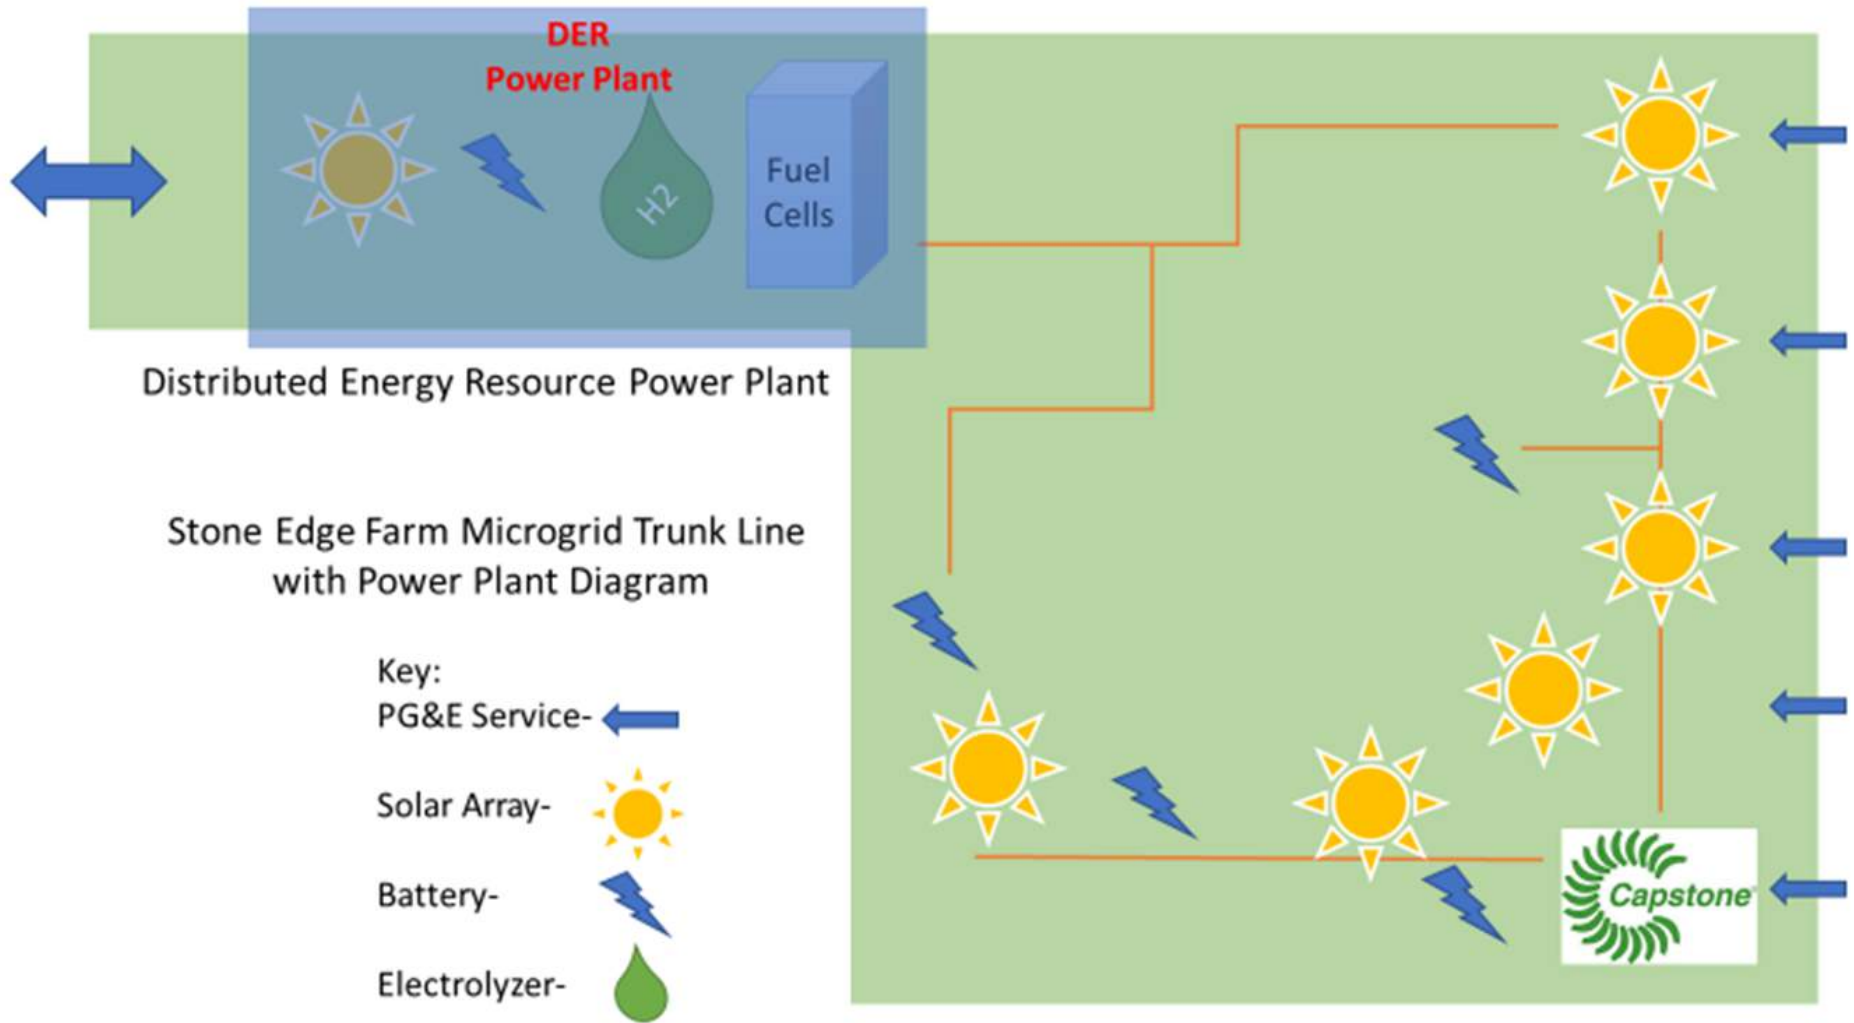 DER
Power Plant
H2
Fuel
Cells
Distributed Energy Resource Power Plant
Stone Edge Farm Microgrid Trunk Line
with Power Plant Diagram
Key:
PG&E Service-
Solar Array-
Battery-
Electrolyzer-
Capstone